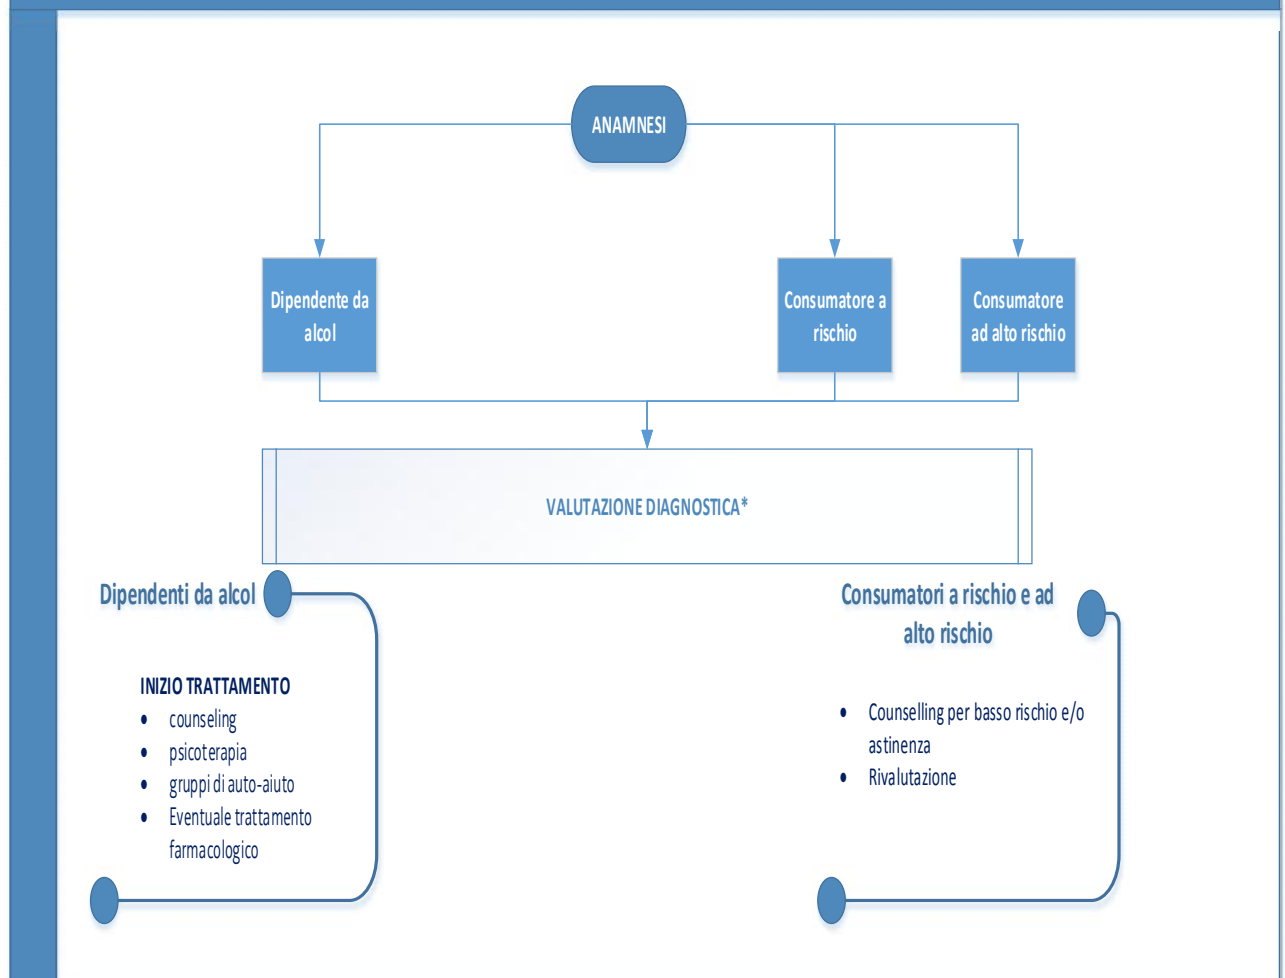 ANAMNESI
Dipendente da
alcol
Consumatore a
rischio
Consumatore
ad alto rischio
VALUTAZIONE DIAGNOSTICA*
Dipendenti da alcol
INIZIO TRATTAMENTO
• counseling
• psicoterapia
• gruppi di auto-aiuto
• Eventuale trattamento
farmacologico
Consumatori a rischio e ad
alto rischio
• Counselling per basso rischio e/o
astinenza
• Rivalutazione